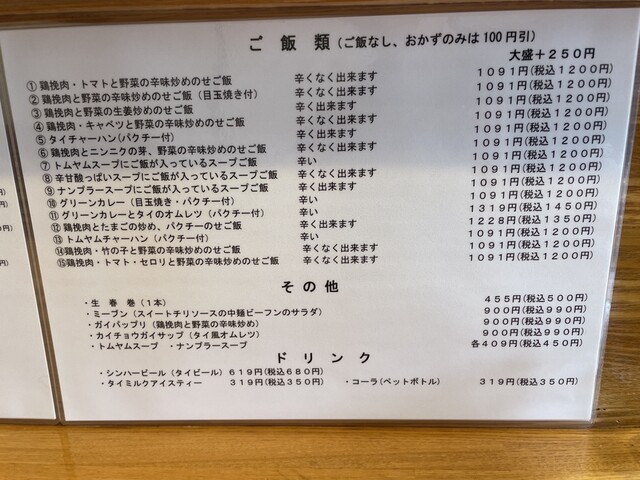 ご飯類(ご飯なし、おかずのみは100円引)
大盛+250円
①鶏挽肉・トマトと野菜の辛味炒めのせご飯 辛くなく出来ます 1091円(税込1200円)
②鶏挽肉と野菜の辛味炒めのせご飯(目玉焼き付) 辛くなく出来ます 1091円(税込1200円)
③鶏挽肉と野菜の生姜炒めのせご飯 辛く出来ます 1091円(税込1200円)
④鶏挽肉・キャベツと野菜の辛味炒めのせご飯 辛くなく出来ます 1091円(税込1200円)
⑤タイチャーハン(パクチー付) 辛く出来ます 1091円(税込1200円)
⑥鶏挽肉とニンニクの芽、野菜の辛味炒めのせご飯 辛くなく出来ます 1091円(税込1200円)
⑦トムヤムスープにご飯が入っているスープご飯 辛い 1091円(税込1200円)
⑧辛甘酸っぱいスープにご飯が入っているスープご飯 辛くなく出来ます 1091円(税込1200円)
⑨ナンプラースープにご飯が入っているスープご飯 辛く出来ます 1091円(税込1200円)
⑩グリーンカレー(目玉焼き・パクチー付) 辛い 1091円(税込1200円)
⑪グリーンカレーとタイのオムレツ(パクチー付) 辛い 1319円(税込1450円)
⑫鶏挽肉とたまごの炒め、パクチーのせご飯 辛く出来ます 1228円(税込1350円)
⑬トムヤムチャーハン(パクチー付) 辛い 1091円(税込1200円)
⑭鶏挽肉・竹の子と野菜の辛味炒めのせご飯 辛くなく出来ます 1091円(税込1200円)
⑮鶏挽肉・トマト・セロリと野菜の辛味炒めのせご飯 辛くなく出来ます 1091円(税込1200円)
その他
・生春巻(1本) 455円(税込500円)
・ミープン(スイートチリソースの中麺ビーフンのサラダ) 900円(税込990円)
・ガイパップリ(鶏挽肉と野菜の辛味炒め) 900円(税込990円)
・カイチョウガイサップ(タイ風オムレツ) 900円(税込990円)
・トムヤムスープ ・ナンプラースープ 各409円(税込450円)
ドリンク
・シンハービール(タイビール)619円(税込680円)
・タイミルクアイスティー 319円(税込350円) ・コーラ(ペットボトル) 319円(税込350円)